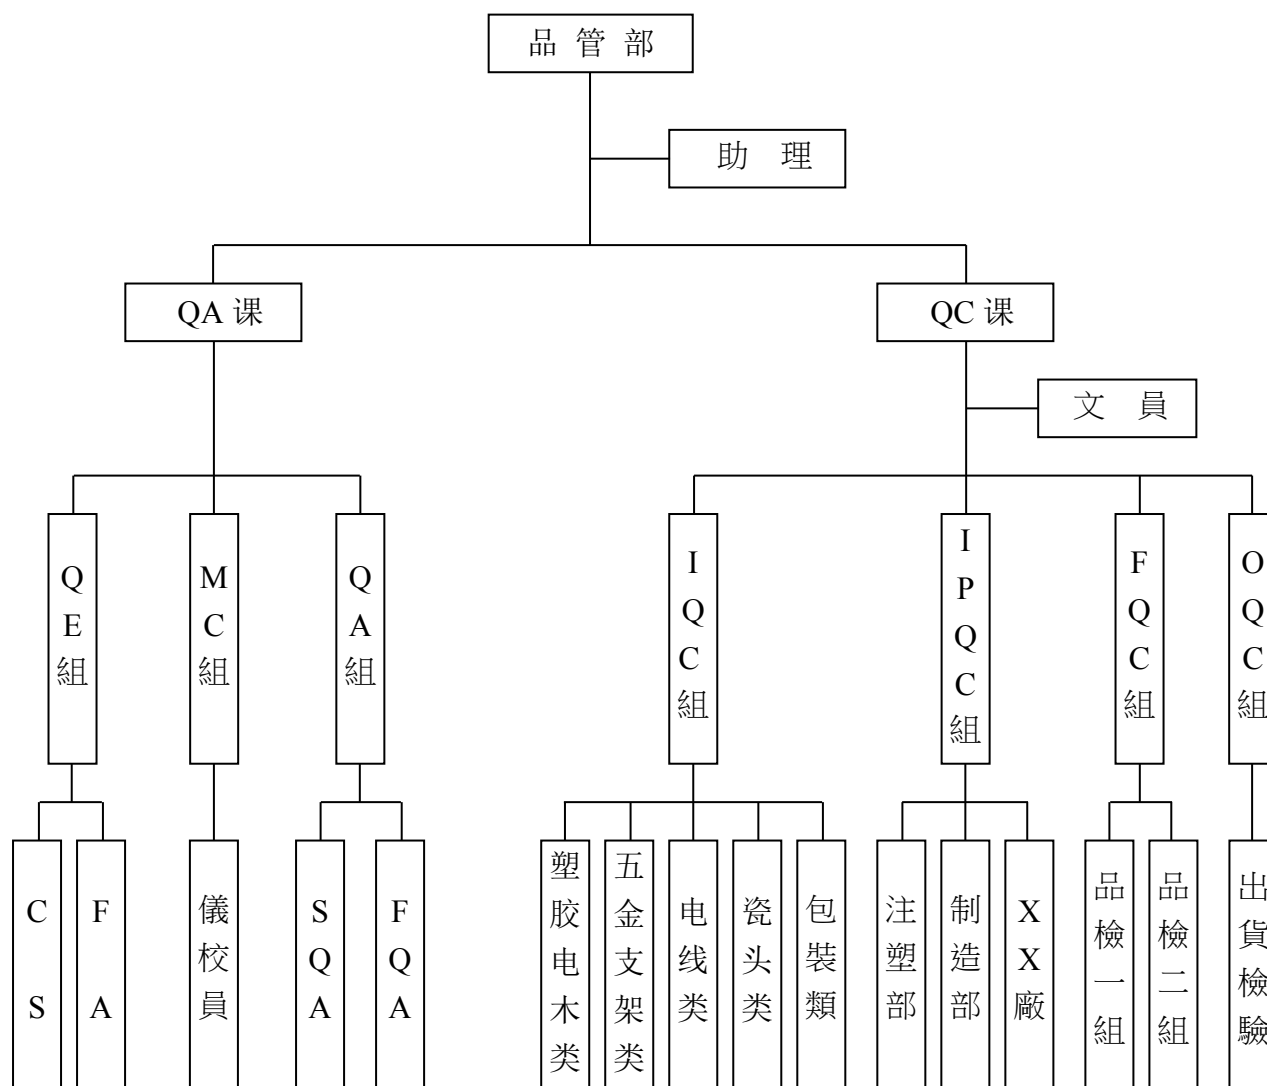 品管部
助理
QA课
QC课
文員
QE組
MC組
QA組
IQC組
IPQC組
FQC組
OQC組
CS
FA
儀校員
SQA
FQA
塑胶电木类
五金支架类
电线类
瓷头类
包裝類
注塑部
制造部
XX廠
品檢一組
品檢二組
出貨檢驗